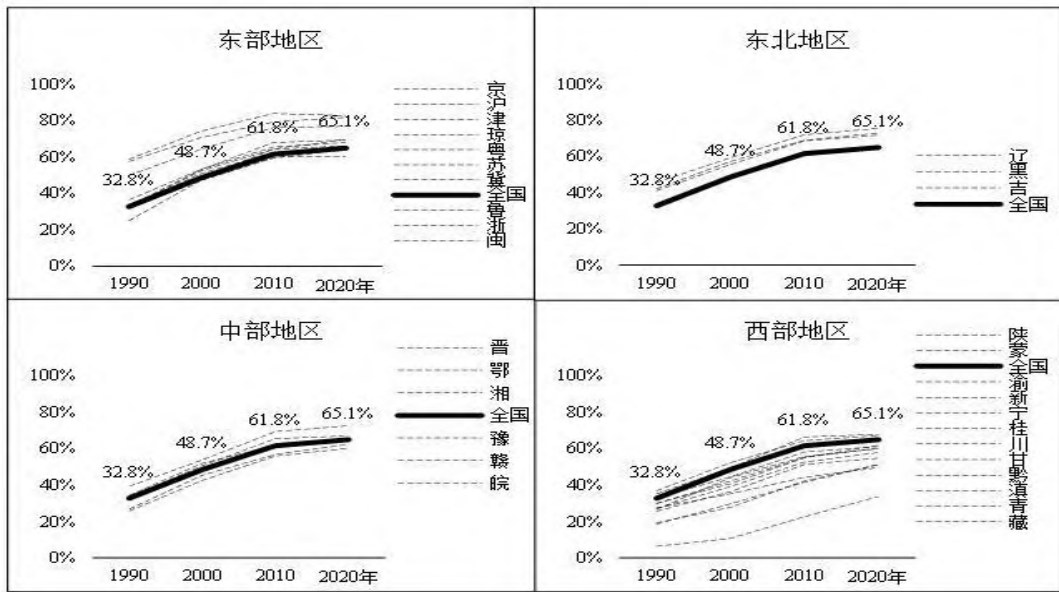 东部地区
100%
80%
60%
40%
20%
0%
32.8%
48.7%
61.8%
65.1%
1990
2000
2010
2020年
京
沪
津
琼
粤
苏
冀
全国
鲁
浙
闽
东北地区
100%
80%
60%
40%
20%
0%
32.8%
48.7%
61.8%
65.1%
1990
2000
2010
2020年
辽
黑
吉
全国
中部地区
100%
80%
60%
40%
20%
0%
32.8%
48.7%
61.8%
65.1%
1990
2000
2010
2020年
晋
鄂
湘
全国
豫
赣
皖
西部地区
100%
80%
60%
40%
20%
0%
32.8%
48.7%
61.8%
65.1%
1990
2000
2010
2020年
陕
蒙
全国
渝
新
宁
桂
川
甘
黔
滇
青
藏